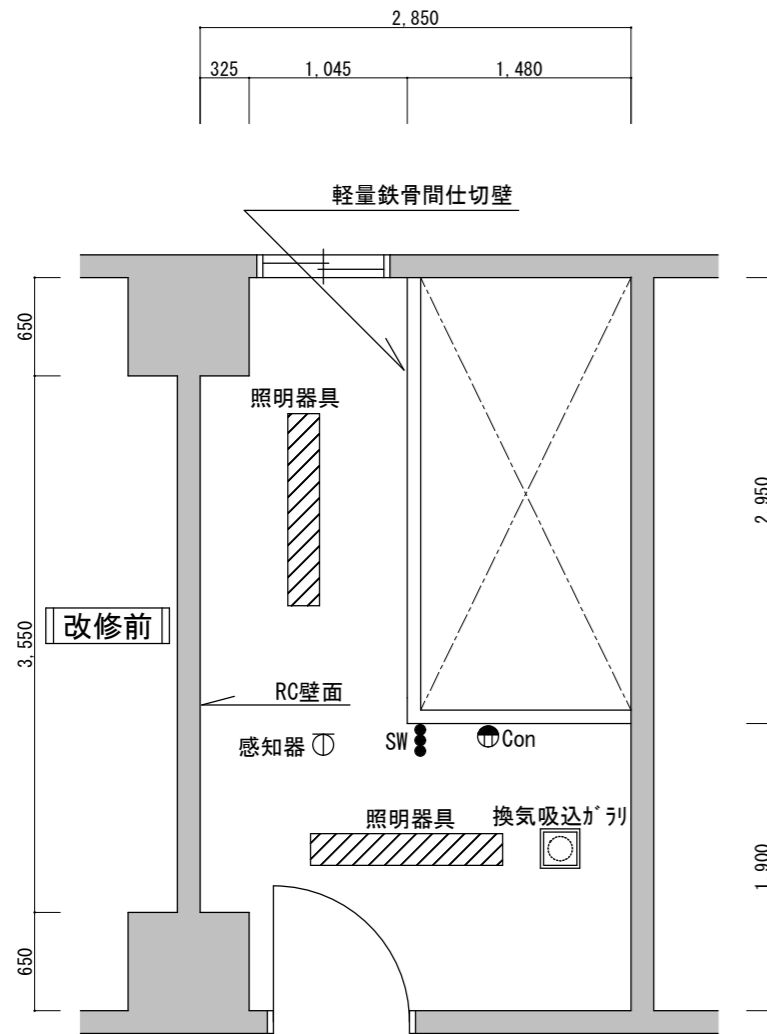 2,850
325
1,045
1,480
軽量鉄骨間仕切壁
650
照明器具
2,950
改修前
3,550
RC壁面
感知器
SW
Con
照明器具
換気吸込ガラリ
1,900
650